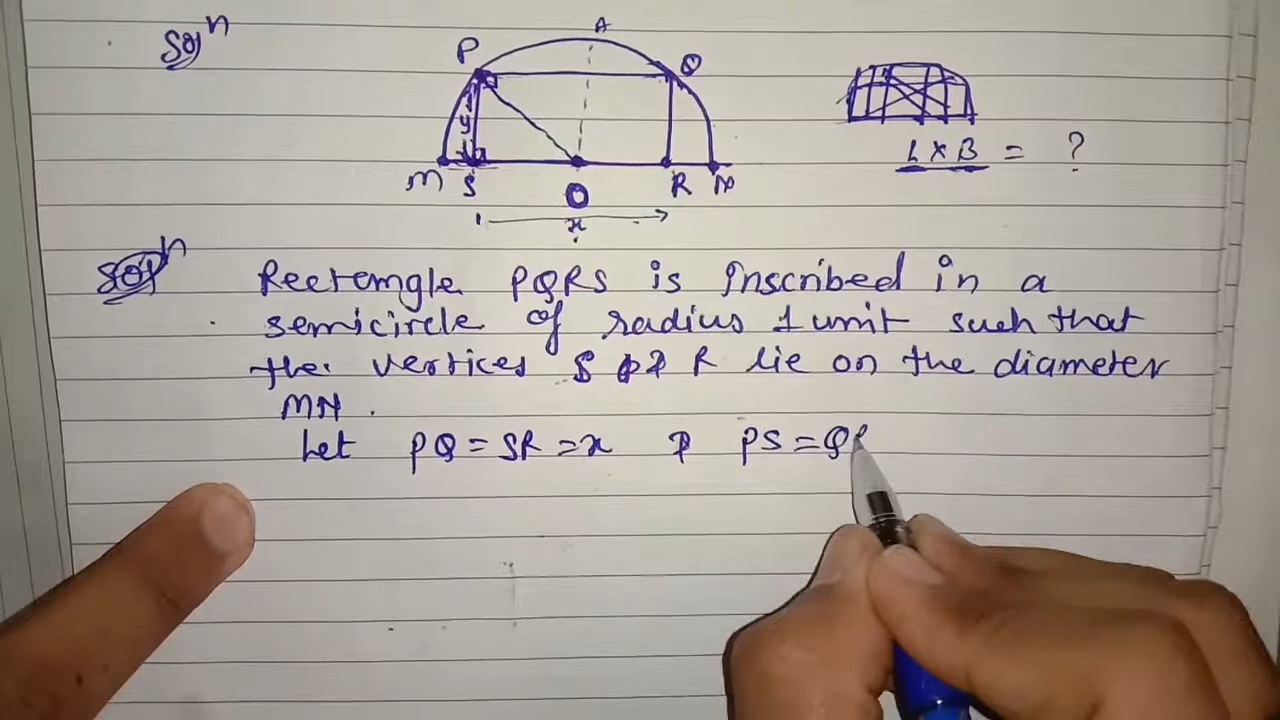 Solⁿ
A
P
Q
y
L X B = ?
M S O R N
x
Solⁿ
Rectamgle PQRS is inscribed in a
semicircle of radius 1 unit such that
the vertices S & R lie on the diameter
MN.
Let PQ = SR = x & PS = QR